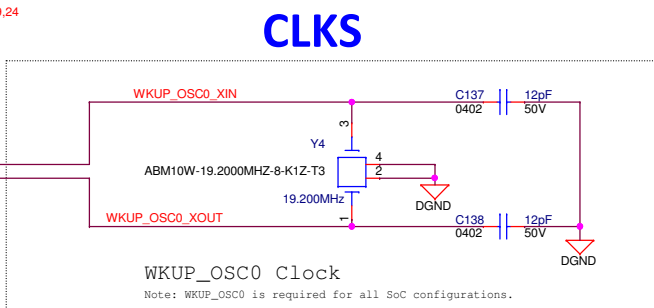 ,24
CLKS
WKUP_OSC0_XIN
C137 12pF
0402 50V
3
Y4
ABM10W-19.2000MHZ-8-K1Z-T3
4
2
19.200MHz
DGND
1
WKUP_OSC0_XOUT
C138 12pF
0402 50V
DGND
WKUP_OSC0 Clock
Note: WKUP_OSC0 is required for all SoC configurations.